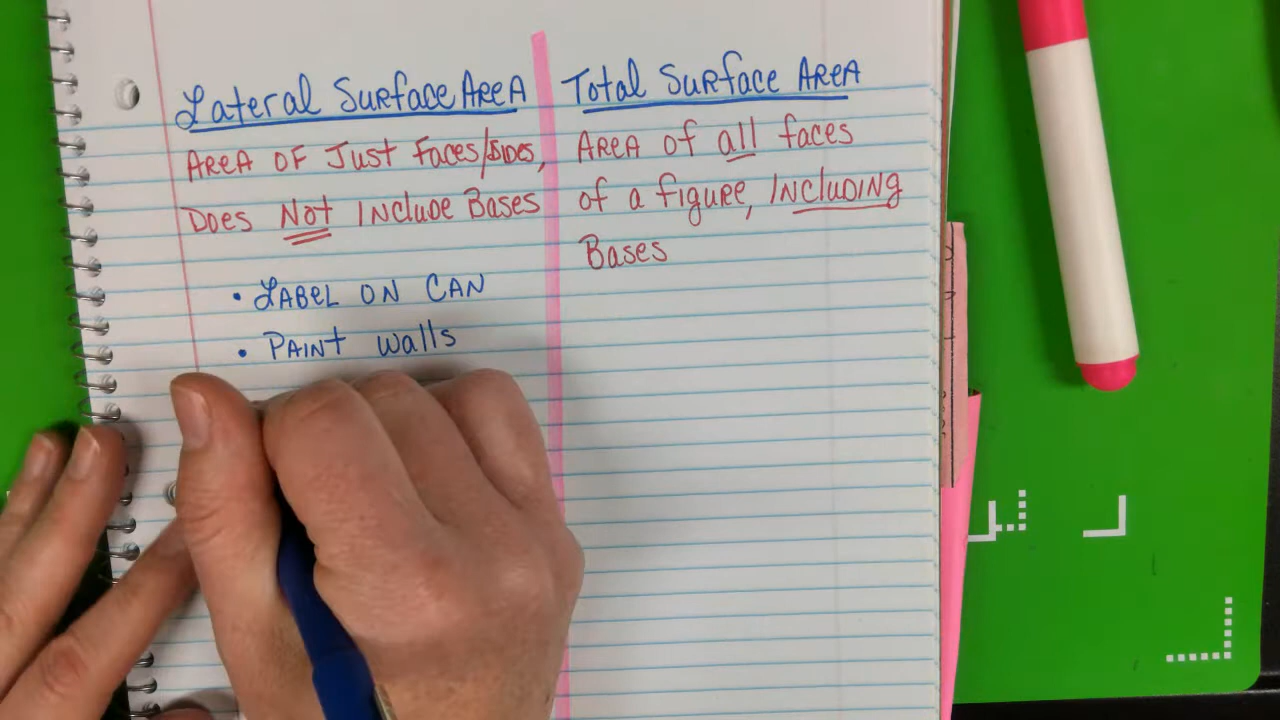 Lateral Surface Area
Area of Just Faces/Sides,
Does Not Include Bases
• Label on Can
• Paint walls
Total Surface Area
Area of all faces
of a figure, Including
Bases